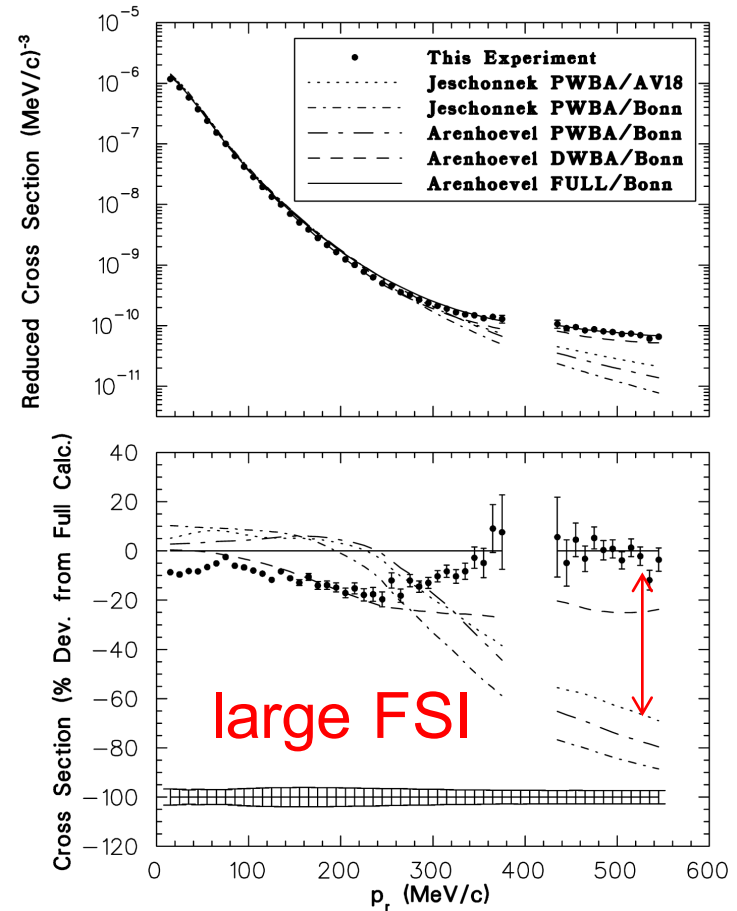 Reduced Cross Section (MeV/c)-3
10-5
10-6
10-7
10-8
10-9
10-10
10-11
This Experiment
Jeschonnek PWBA/AV18
Jeschonnek PWBA/Bonn
Arenhoevel PWBA/Bonn
Arenhoevel DWBA/Bonn
Arenhoevel FULL/Bonn
Cross Section (% Dev. from Full Calc.)
40
20
0
-20
-40
-60
-80
-100
-120
large FSI
0 100 200 300 400 500 600
pr (MeV/c)